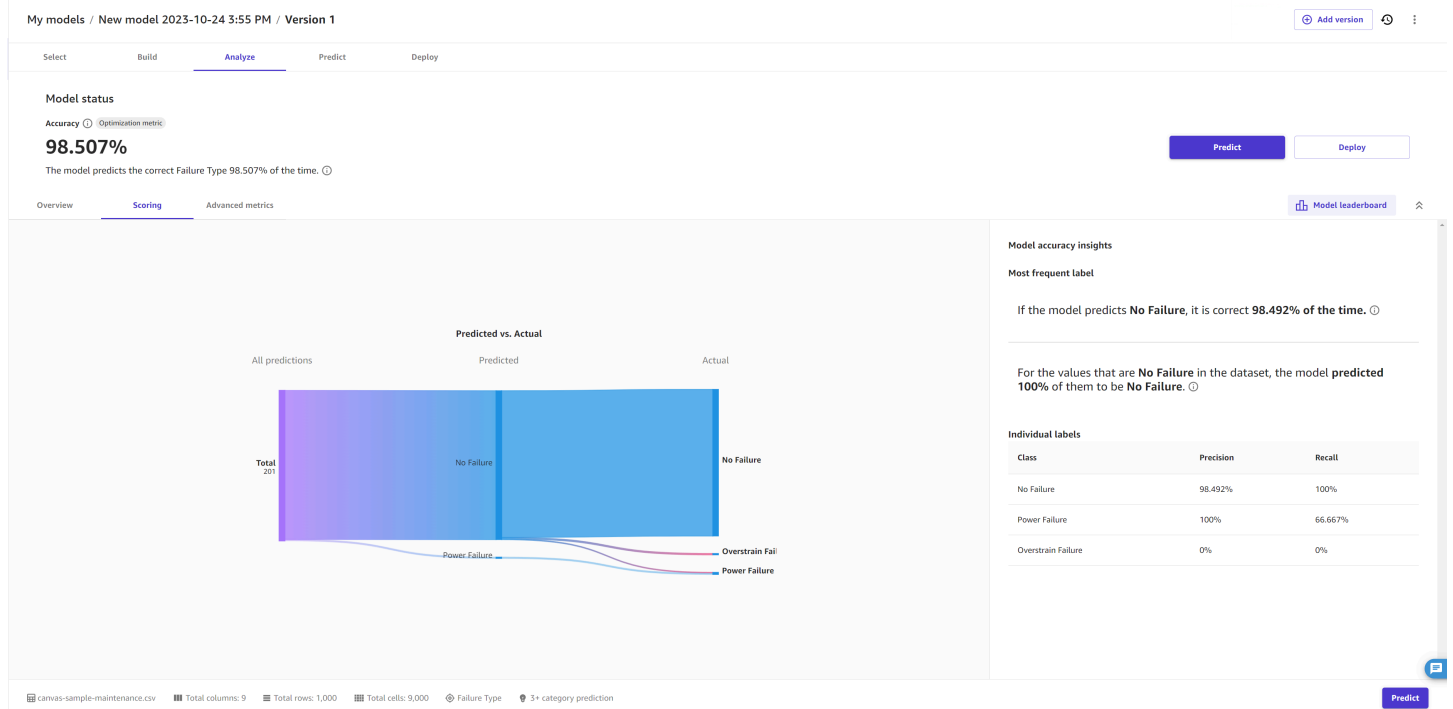 My models / New model 2023-10-24 3:55 PM / Version 1
Add version
Select Build Analyze Predict Deploy
Model status
Accuracy Optimization metric
98.507%
The model predicts the correct Failure Type 98.507% of the time.
Predict Deploy
Overview Scoring Advanced metrics
Model leaderboard
Predicted vs. Actual
All predictions Predicted Actual
Total
201
No Failure
No Failure
Power Failure
Overstrain Fail
Power Failure
Model accuracy insights
Most frequent label
If the model predicts No Failure, it is correct 98.492% of the time.
For the values that are No Failure in the dataset, the model predicted
100% of them to be No Failure.
Individual labels
Class Precision Recall
No Failure 98.492% 100%
Power Failure 100% 66.667%
Overstrain Failure 0% 0%
canvas-sample-maintenance.csv Total columns: 9 Total rows: 1,000 Total cells: 9,000 Failure Type 3+ category prediction
Predict